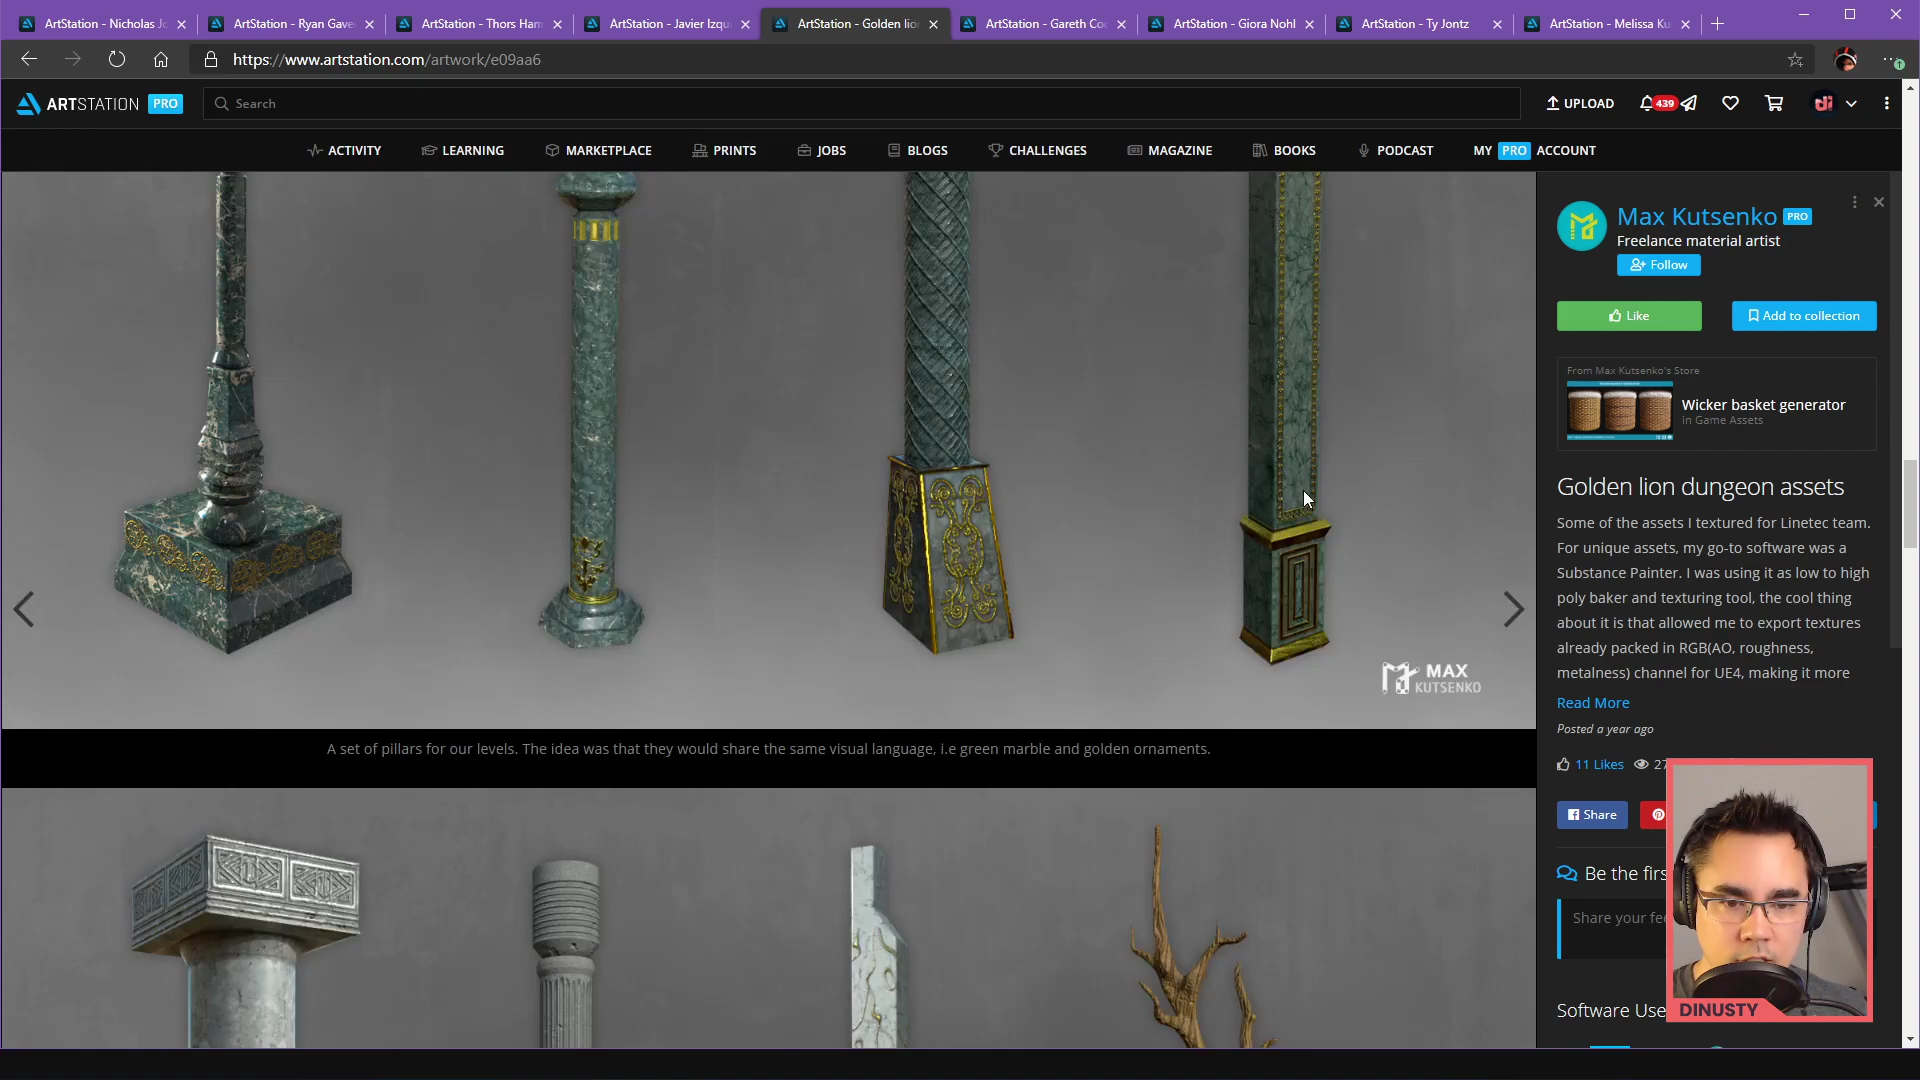 ArtStation - Nicholas Jo
ArtStation - Ryan Gave
ArtStation - Thors Ham
ArtStation - Javier Izqu
ArtStation - Golden lio
ArtStation - Gareth Co
ArtStation - Giora Nohl
ArtStation - Ty Jontz
ArtStation - Melissa Ku
https://www.artstation.com/artwork/e09aa6
ARTSTATION PRO
Search
UPLOAD
439
di
ACTIVITY
LEARNING
MARKETPLACE
PRINTS
JOBS
BLOGS
CHALLENGES
MAGAZINE
BOOKS
PODCAST
MY PRO ACCOUNT
Max Kutsenko PRO
Freelance material artist
Follow
Like
Add to collection
From Max Kutsenko's Store
Wicker basket generator
in Game Assets
Golden lion dungeon assets
Some of the assets I textured for Linetec team.
For unique assets, my go-to software was a
Substance Painter. I was using it as low to high
poly baker and texturing tool, the cool thing
about it is that allowed me to export textures
already packed in RGB(AO, roughness,
metalness) channel for UE4, making it more
Read More
Posted a year ago
11 Likes
27
Share
Be the firs
Share your fee
Software Use
MAX
KUTSENKO
A set of pillars for our levels. The idea was that they would share the same visual language, i.e green marble and golden ornaments.
DINUSTY